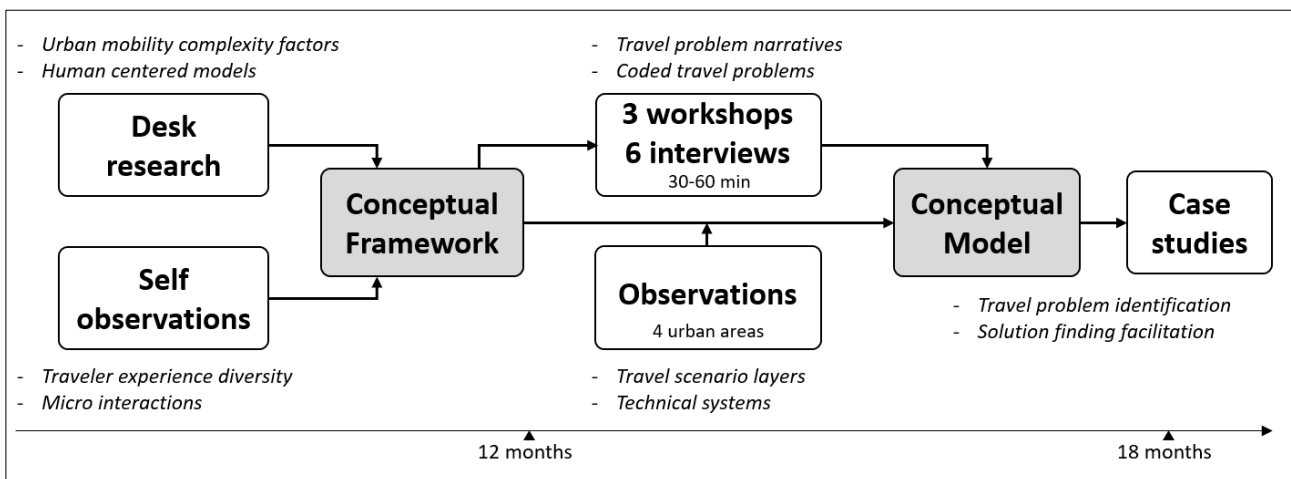 - Urban mobility complexity factors
- Human centered models
Desk
research
Self
observations
- Traveler experience diversity
- Micro interactions
Conceptual
Framework
- Travel problem narratives
- Coded travel problems
3 workshops
6 interviews
30-60 min
Observations
4 urban areas
- Travel scenario layers
- Technical systems
Conceptual
Model
Case
studies
- Travel problem identification
- Solution finding facilitation
12 months
18 months